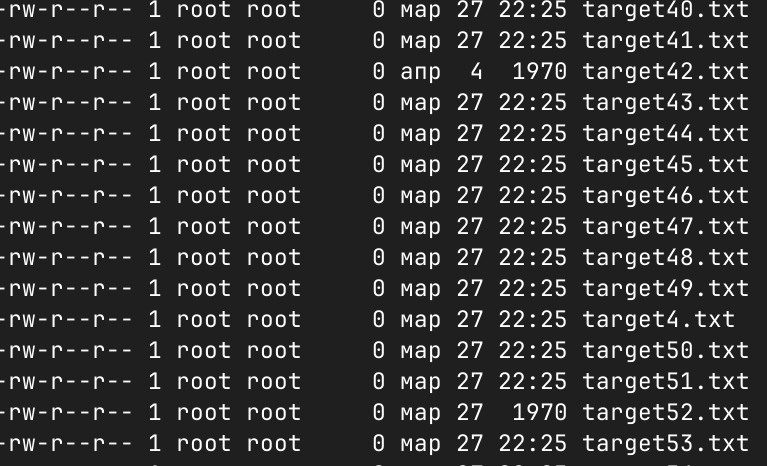 -rw-r--r-- 1 root root 0 мар 27 22:25 target40.txt
-rw-r--r-- 1 root root 0 мар 27 22:25 target41.txt
-rw-r--r-- 1 root root 0 апр 4 1970 target42.txt
-rw-r--r-- 1 root root 0 мар 27 22:25 target43.txt
-rw-r--r-- 1 root root 0 мар 27 22:25 target44.txt
-rw-r--r-- 1 root root 0 мар 27 22:25 target45.txt
-rw-r--r-- 1 root root 0 мар 27 22:25 target46.txt
-rw-r--r-- 1 root root 0 мар 27 22:25 target47.txt
-rw-r--r-- 1 root root 0 мар 27 22:25 target48.txt
-rw-r--r-- 1 root root 0 мар 27 22:25 target49.txt
-rw-r--r-- 1 root root 0 мар 27 22:25 target4.txt
-rw-r--r-- 1 root root 0 мар 27 22:25 target50.txt
-rw-r--r-- 1 root root 0 мар 27 22:25 target51.txt
-rw-r--r-- 1 root root 0 мар 27 1970 target52.txt
-rw-r--r-- 1 root root 0 мар 27 22:25 target53.txt